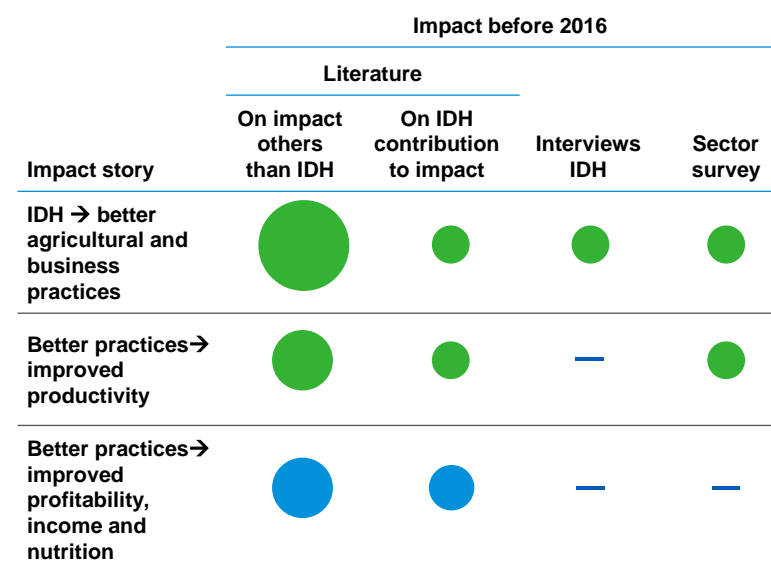 Impact before 2016
Literature
Impact story
On impact
others
than IDH
On IDH
contribution
to impact
Interviews
IDH
Sector
survey
IDH → better
agricultural and
business
practices
Better practices→
improved
productivity
Better practices→
improved
profitability,
income and
nutrition